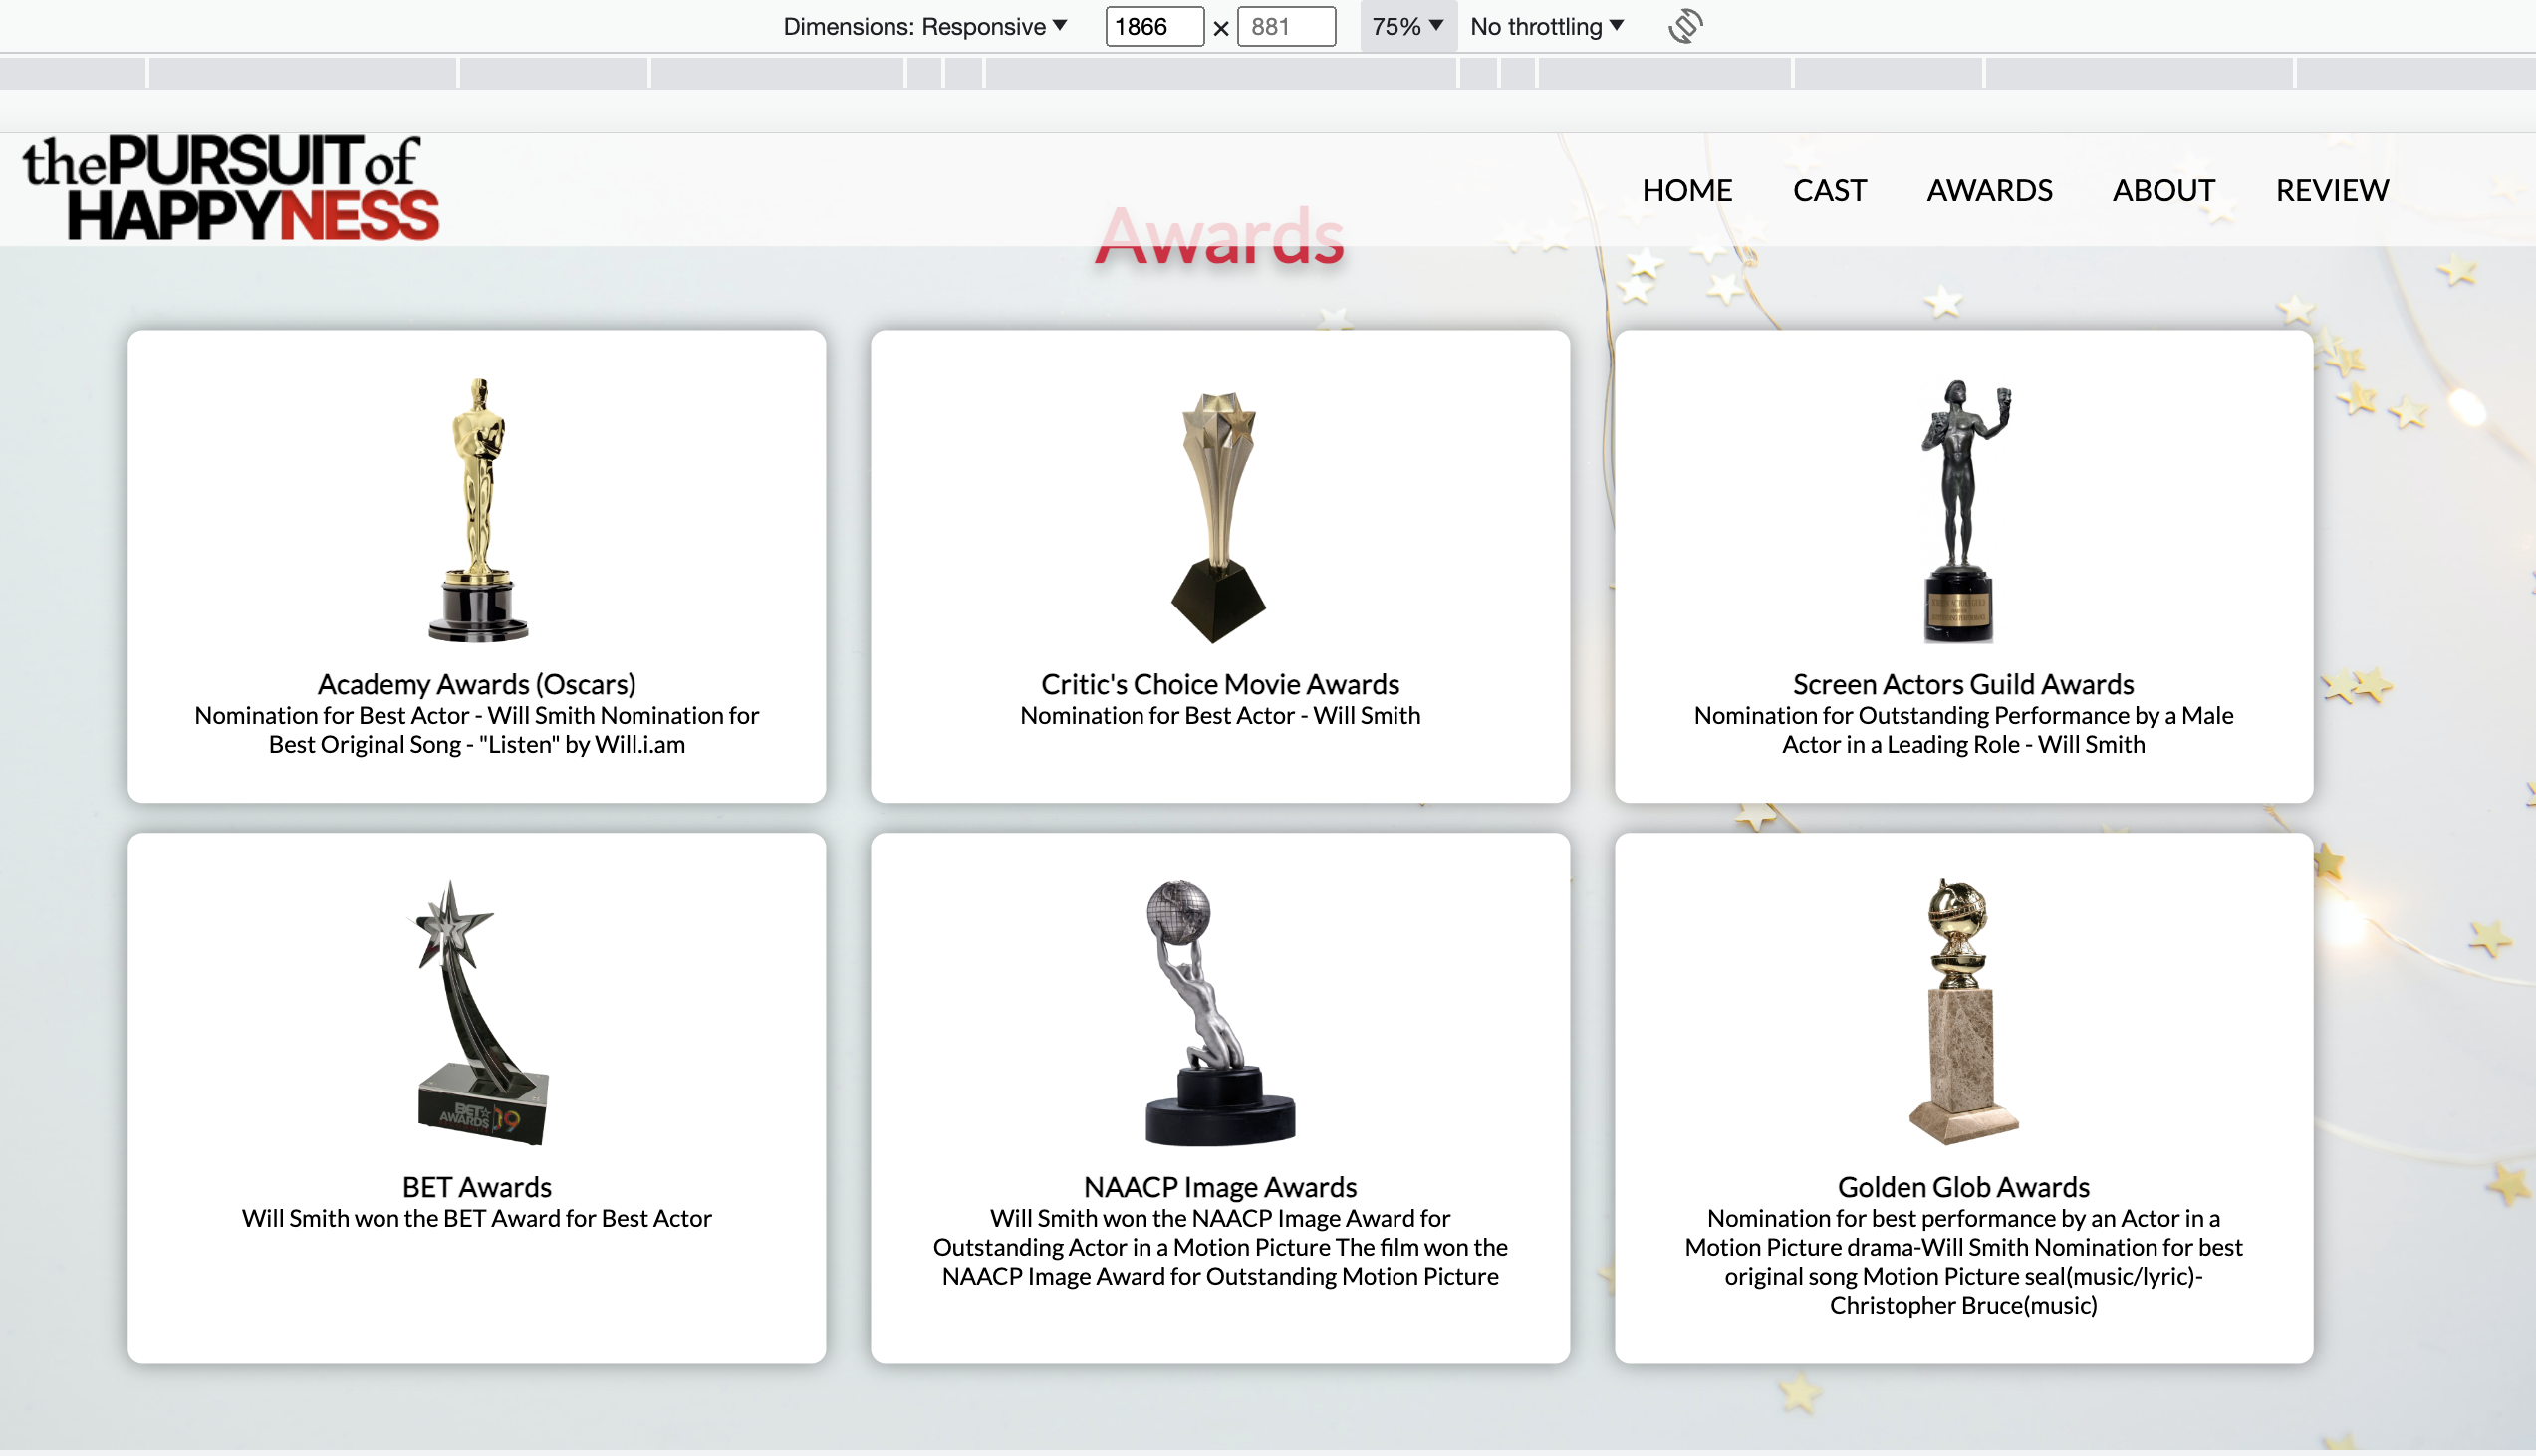 Dimensions: Responsive 1866 × 881 75% No throttling
thePURSUITof
HAPPYNESS
HOME CAST AWARDS ABOUT REVIEW
Awards
Academy Awards (Oscars)
Nomination for Best Actor - Will Smith Nomination for
Best Original Song - "Listen" by Will.i.am
Critic's Choice Movie Awards
Nomination for Best Actor - Will Smith
Screen Actors Guild Awards
Nomination for Outstanding Performance by a Male
Actor in a Leading Role - Will Smith
BET
AWARDS
BET Awards
Will Smith won the BET Award for Best Actor
NAACP Image Awards
Will Smith won the NAACP Image Award for
Outstanding Actor in a Motion Picture The film won the
NAACP Image Award for Outstanding Motion Picture
Golden Glob Awards
Nomination for best performance by an Actor in a
Motion Picture drama-Will Smith Nomination for best
original song Motion Picture seal(music/lyric)-
Christopher Bruce(music)